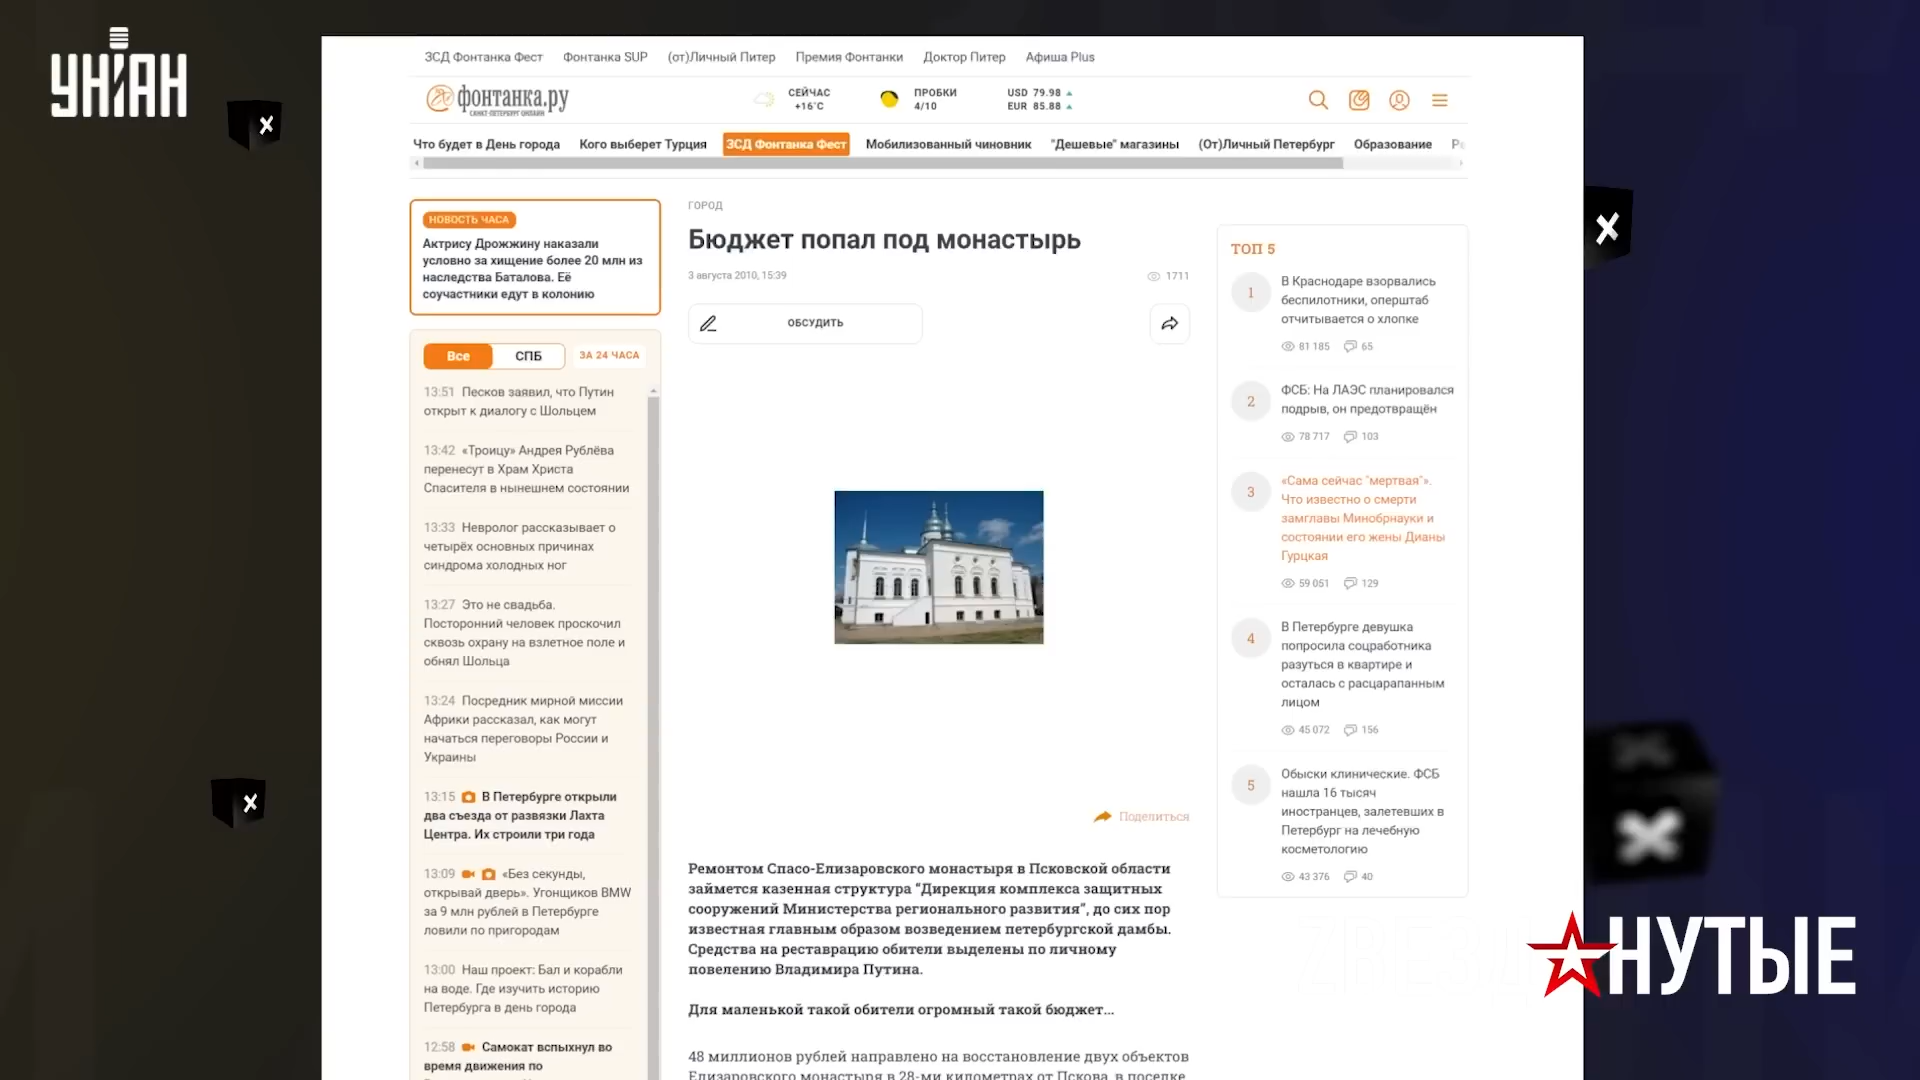 УНІАН
ЗСД Фонтанка Фест Фонтанка SUP (от)Личный Питер Премия Фонтанки Доктор Питер Афиша Plus
фонтанка.ру
САНКТ-ПЕТЕРБУРГ ОНЛАЙН
СЕЙЧАС
+16°C
ПРОБКИ
4/10
USD 79.98
EUR 85.88
Что будет в День города Кого выберет Турция ЗСД Фонтанка Фест Мобилизованный чиновник "Дешевые" магазины (От)Личный Петербург Образование
НОВОСТЬ ЧАСА
Актрису Дрожжину наказали
условно за хищение более 20 млн из
наследства Баталова. Её
соучастники едут в колонию
Все СПБ ЗА 24 ЧАСА
13:51 Песков заявил, что Путин
открыт к диалогу с Шольцем
13:42 «Троицу» Андрея Рублёва
перенесут в Храм Христа
Спасителя в нынешнем состоянии
13:33 Невролог рассказывает о
четырёх основных причинах
синдрома холодных ног
13:27 Это не свадьба.
Посторонний человек проскочил
сквозь охрану на взлетное поле и
обнял Шольца
13:24 Посредник мирной миссии
Африки рассказал, как могут
начаться переговоры России и
Украины
13:15 В Петербурге открыли
два съезда от развязки Лахта
Центра. Их строили три года
13:09 «Без секунды,
открывай дверь». Угонщиков BMW
за 9 млн рублей в Петербурге
ловили по пригородам
13:00 Наш проект: Бал и корабли
на воде. Где изучить историю
Петербурга в день города
12:58 Самокат вспыхнул во
время движения по
ГОРОД
Бюджет попал под монастырь
3 августа 2010, 15:39
1711
ОБСУДИТЬ
Поделиться
Ремонтом Спасо-Елизаровского монастыря в Псковской области
займется казенная структура “Дирекция комплекса защитных
сооружений Министерства регионального развития”, до сих пор
известная главным образом возведением петербургской дамбы.
Средства на реставрацию обители выделены по личному
повелению Владимира Путина.
Для маленькой такой обители огромный такой бюджет...
48 миллионов рублей направлено на восстановление двух объектов
Елизаровского монастыря в 28-ми километрах от Пскова, в поселке
ТОП 5
1
В Краснодаре взорвались
беспилотники, оперштаб
отчитывается о хлопке
81 185 65
2
ФСБ: На ЛАЭС планировался
подрыв, он предотвращён
78 717 103
3
«Сама сейчас "мертвая"».
Что известно о смерти
замглавы Минобрнауки и
состоянии его жены Дианы
Гурцкая
59 051 129
4
В Петербурге девушка
попросила соцработника
разуться в квартире и
осталась с расцарапанным
лицом
45 072 156
5
Обыски клинические. ФСБ
нашла 16 тысяч
иностранцев, залетевших в
Петербург на лечебную
косметологию
43 376 40
НУТЫЕ